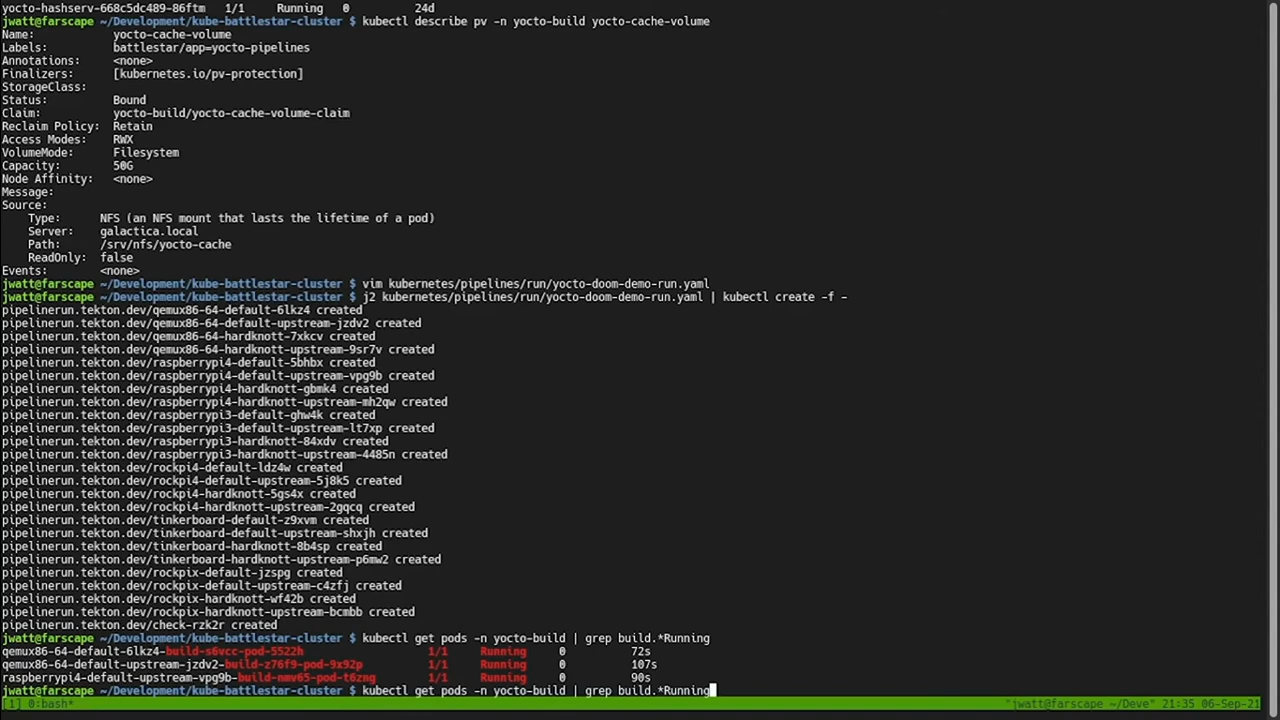 yocto-hashserv-668c5dc489-86ftm   1/1     Running   0          24d
jwatt@farscape ~/Development/kube-battlestar-cluster $ kubectl describe pv -n yocto-build yocto-cache-volume
Name:            yocto-cache-volume
Labels:          battlestar/app=yocto-pipelines
Annotations:     <none>
Finalizers:      [kubernetes.io/pv-protection]
StorageClass:
Status:          Bound
Claim:           yocto-build/yocto-cache-volume-claim
Reclaim Policy:  Retain
Access Modes:    RWX
VolumeMode:      Filesystem
Capacity:        50G
Node Affinity:   <none>
Message:
Source:
    Type:      NFS (an NFS mount that lasts the lifetime of a pod)
    Server:    galactica.local
    Path:      /srv/nfs/yocto-cache
    ReadOnly:  false
Events:        <none>
jwatt@farscape ~/Development/kube-battlestar-cluster $ vim kubernetes/pipelines/run/yocto-doom-demo-run.yaml
jwatt@farscape ~/Development/kube-battlestar-cluster $ j2 kubernetes/pipelines/run/yocto-doom-demo-run.yaml | kubectl create -f -
pipelinerun.tekton.dev/qemux86-64-default-6lkz4 created
pipelinerun.tekton.dev/qemux86-64-default-upstream-jzdv2 created
pipelinerun.tekton.dev/qemux86-64-hardknott-7xkcv created
pipelinerun.tekton.dev/qemux86-64-hardknott-upstream-9sr7v created
pipelinerun.tekton.dev/raspberrypi4-default-5bhbx created
pipelinerun.tekton.dev/raspberrypi4-default-upstream-vpg9b created
pipelinerun.tekton.dev/raspberrypi4-hardknott-gbmk4 created
pipelinerun.tekton.dev/raspberrypi4-hardknott-upstream-mh2qw created
pipelinerun.tekton.dev/raspberrypi3-default-ghw4k created
pipelinerun.tekton.dev/raspberrypi3-default-upstream-lt7xp created
pipelinerun.tekton.dev/raspberrypi3-hardknott-84xdv created
pipelinerun.tekton.dev/raspberrypi3-hardknott-upstream-4485n created
pipelinerun.tekton.dev/rockpi4-default-ldz4w created
pipelinerun.tekton.dev/rockpi4-default-upstream-5j8k5 created
pipelinerun.tekton.dev/rockpi4-hardknott-5gs4x created
pipelinerun.tekton.dev/rockpi4-hardknott-upstream-2gqcq created
pipelinerun.tekton.dev/tinkerboard-default-z9xvm created
pipelinerun.tekton.dev/tinkerboard-default-upstream-shxjh created
pipelinerun.tekton.dev/tinkerboard-hardknott-8b4sp created
pipelinerun.tekton.dev/tinkerboard-hardknott-upstream-p6mw2 created
pipelinerun.tekton.dev/rockpix-default-jzspg created
pipelinerun.tekton.dev/rockpix-default-upstream-c4zfj created
pipelinerun.tekton.dev/rockpix-hardknott-wf42b created
pipelinerun.tekton.dev/rockpix-hardknott-upstream-bcmbb created
pipelinerun.tekton.dev/check-rzk2r created
jwatt@farscape ~/Development/kube-battlestar-cluster $ kubectl get pods -n yocto-build | grep build.*Running
qemux86-64-default-6lkz4-build-s6vcc-pod-5522h                   1/1     Running     0          72s
qemux86-64-default-upstream-jzdv2-build-z76f9-pod-9x92p          1/1     Running     0          107s
raspberrypi4-default-upstream-vpg9b-build-nmv65-pod-t6zng        1/1     Running     0          90s
jwatt@farscape ~/Development/kube-battlestar-cluster $ kubectl get pods -n yocto-build | grep build.*Running
[1] 0:bash* "jwatt@farscape ~/Deve" 21:35 06-Sep-21